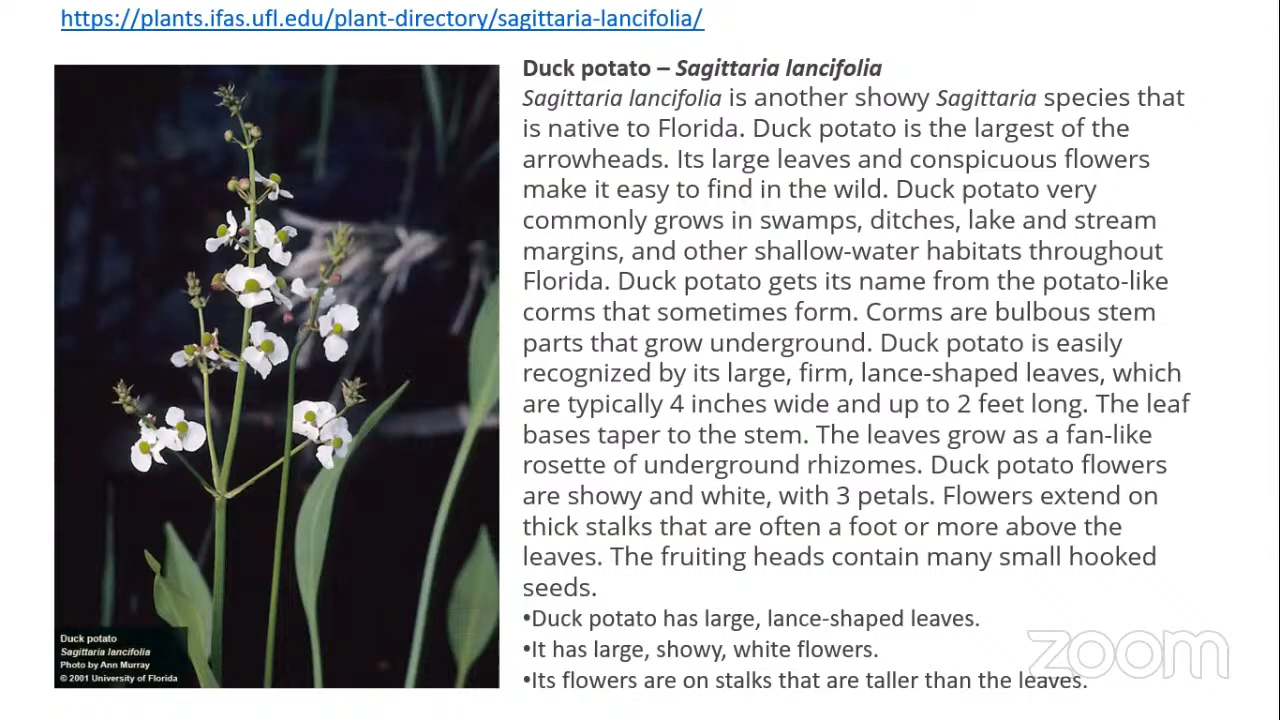 https://plants.ifas.ufl.edu/plant-directory/sagittaria-lancifolia/
Duck potato – Sagittaria lancifolia
Sagittaria lancifolia is another showy Sagittaria species that
is native to Florida. Duck potato is the largest of the
arrowheads. Its large leaves and conspicuous flowers
make it easy to find in the wild. Duck potato very
commonly grows in swamps, ditches, lake and stream
margins, and other shallow-water habitats throughout
Florida. Duck potato gets its name from the potato-like
corms that sometimes form. Corms are bulbous stem
parts that grow underground. Duck potato is easily
recognized by its large, firm, lance-shaped leaves, which
are typically 4 inches wide and up to 2 feet long. The leaf
bases taper to the stem. The leaves grow as a fan-like
rosette of underground rhizomes. Duck potato flowers
are showy and white, with 3 petals. Flowers extend on
thick stalks that are often a foot or more above the
leaves. The fruiting heads contain many small hooked
seeds.
•Duck potato has large, lance-shaped leaves.
•It has large, showy, white flowers.
•Its flowers are on stalks that are taller than the leaves.
Duck potato
Sagittaria lancifolia
Photo by Ann Murray
© 2001 University of Florida
zoom